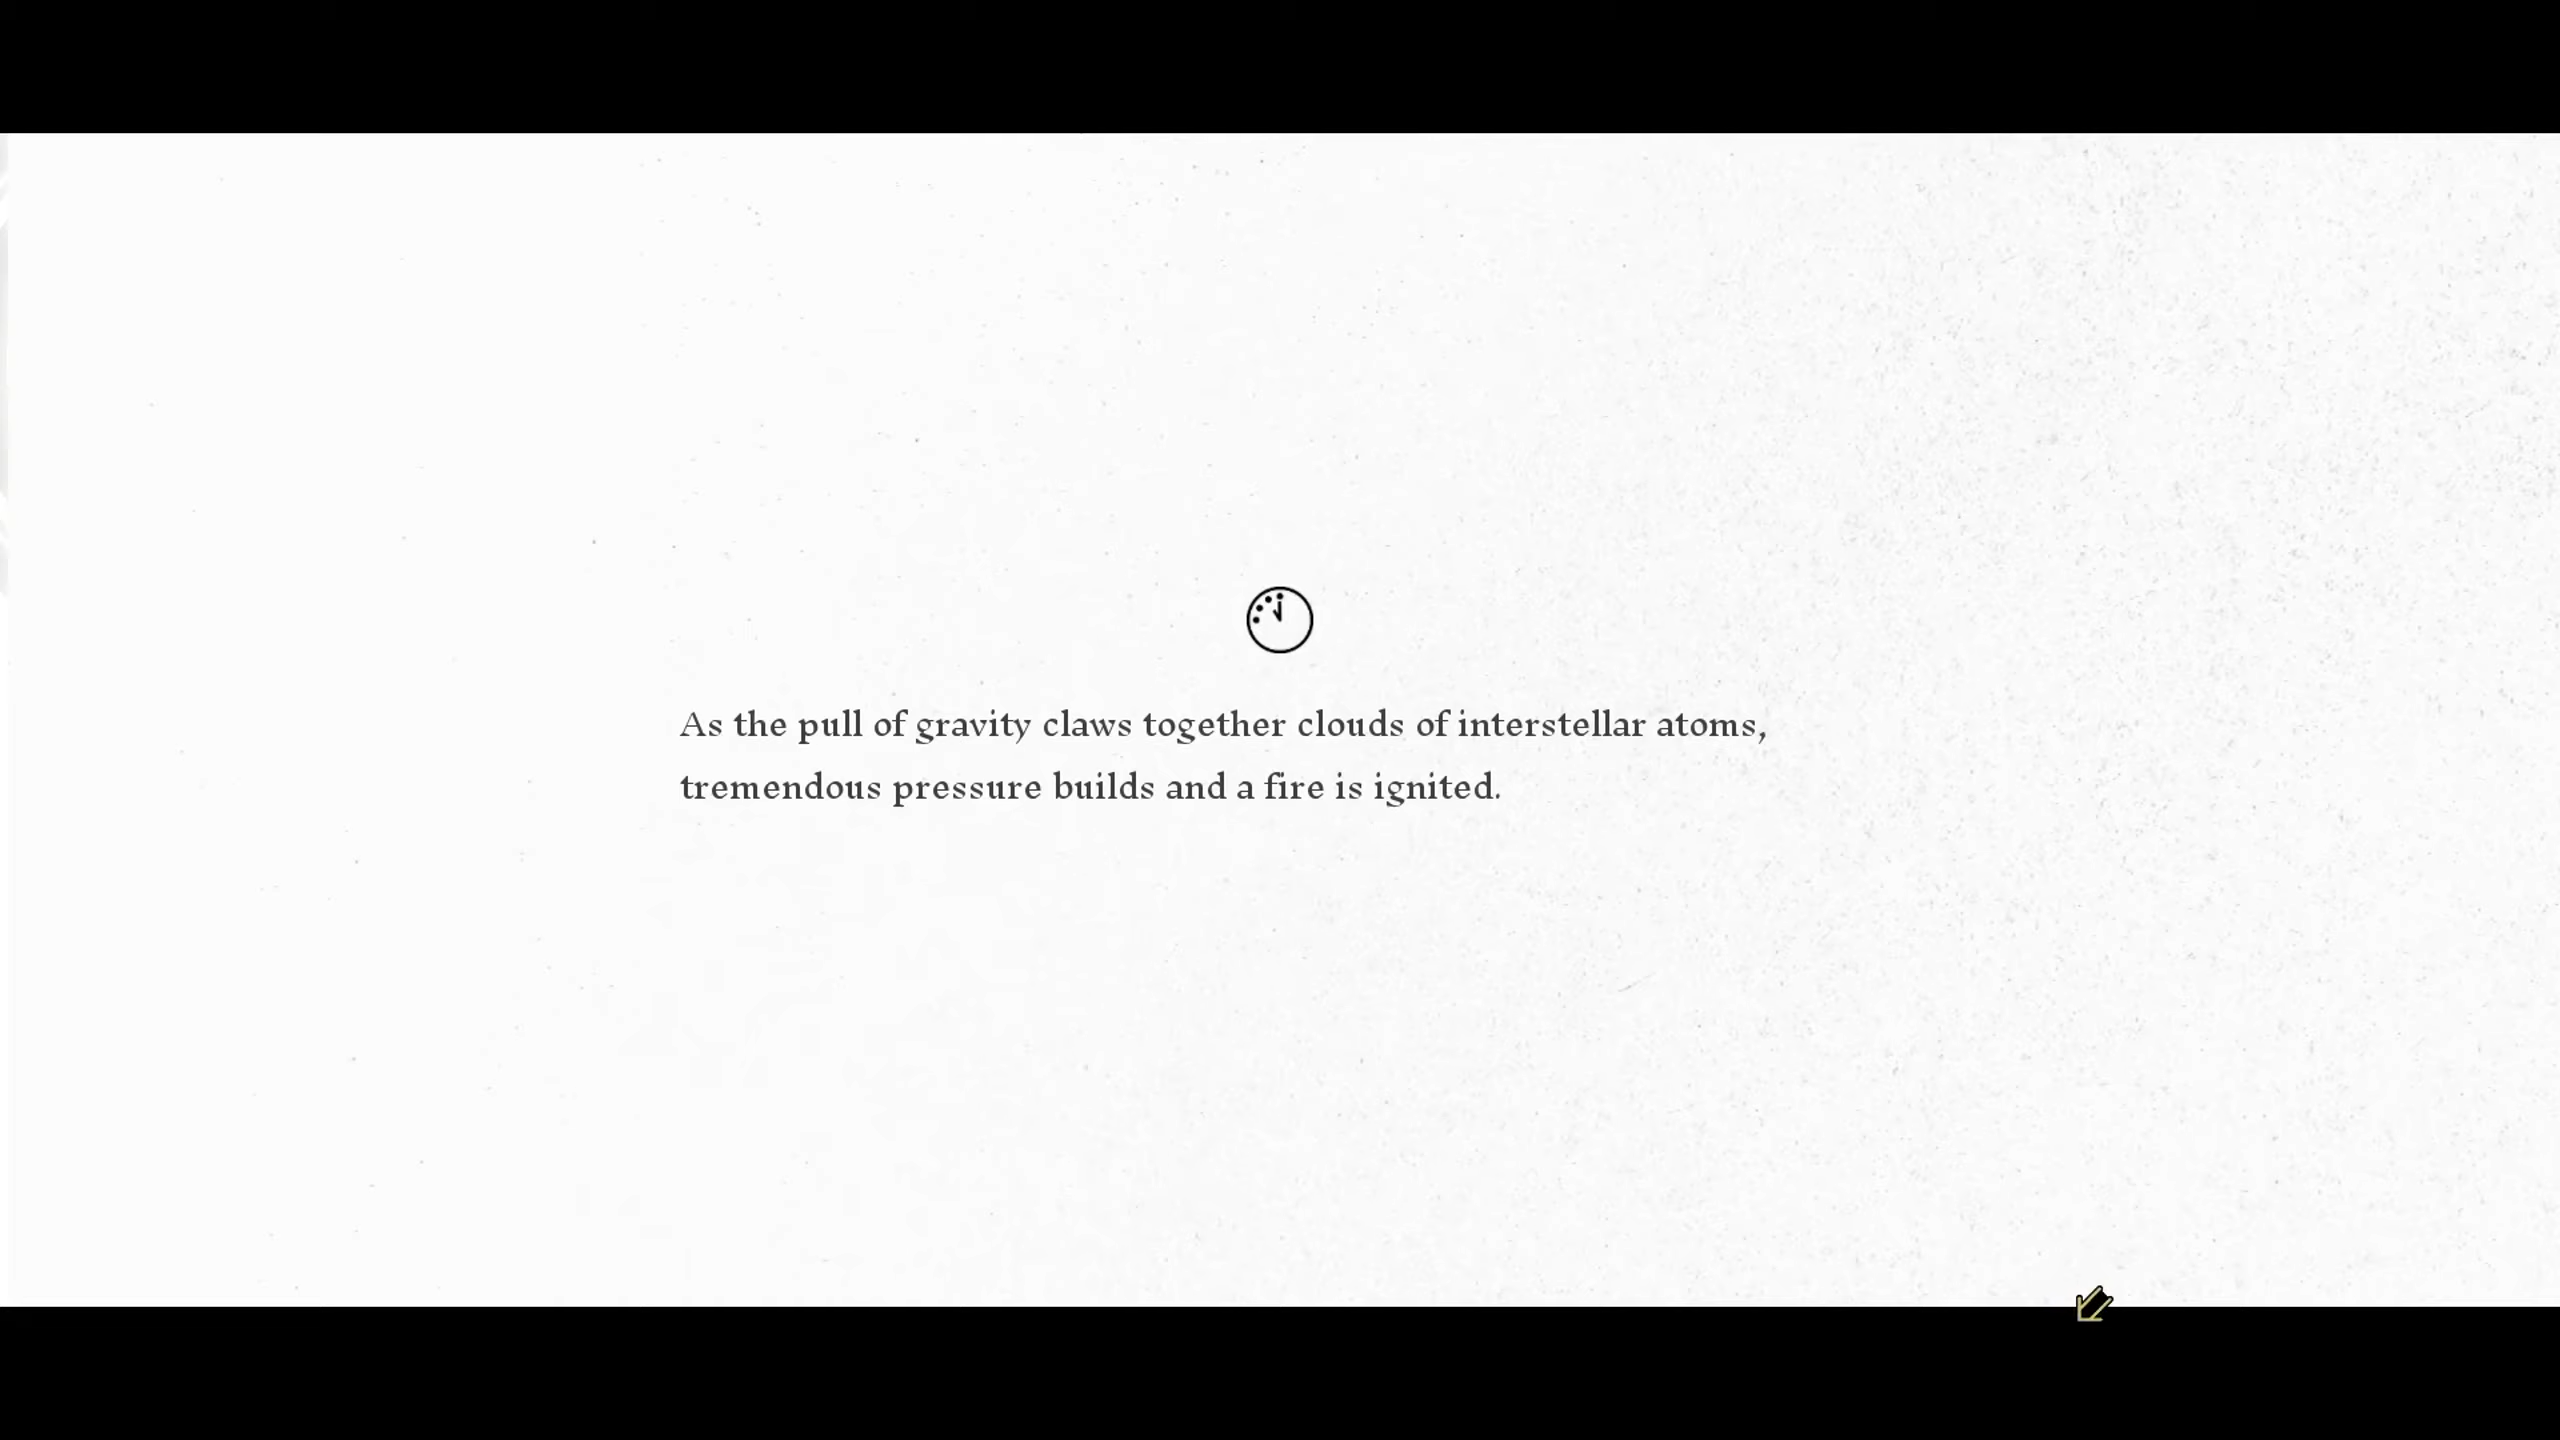 As the pull of gravity claws together clouds of interstellar atoms,
tremendous pressure builds and a fire is ignited.